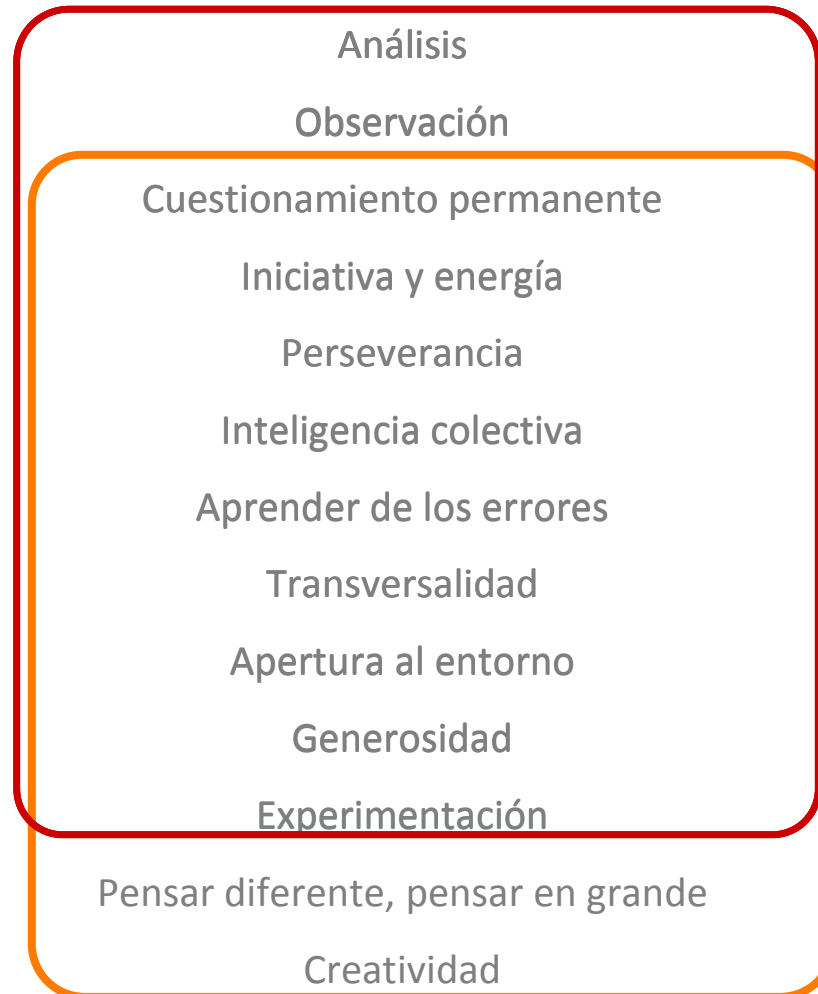 Análisis
Observación
Cuestionamiento permanente
Iniciativa y energía
Perseverancia
Inteligencia colectiva
Aprender de los errores
Transversalidad
Apertura al entorno
Generosidad
Experimentación
Pensar diferente, pensar en grande
Creatividad